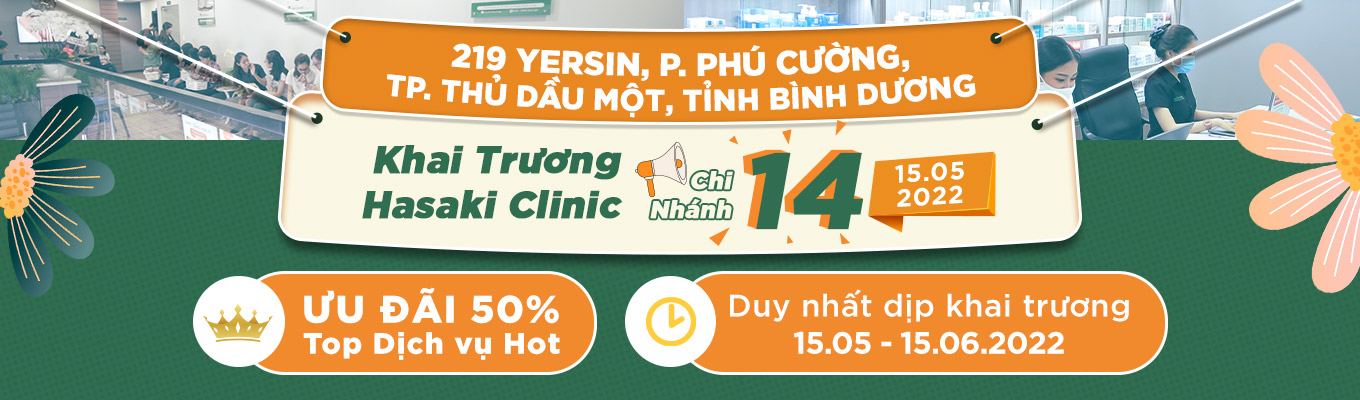 219 YERSIN, P. PHÚ CƯỜNG,
TP. THỦ DẦU MỘT, TỈNH BÌNH DƯƠNG
Khai Trương
Hasaki Clinic
Chi
Nhánh
14
15.05
2022
ƯU ĐÃI 50%
Top Dịch vụ Hot
Duy nhất dịp khai trương
15.05 - 15.06.2022